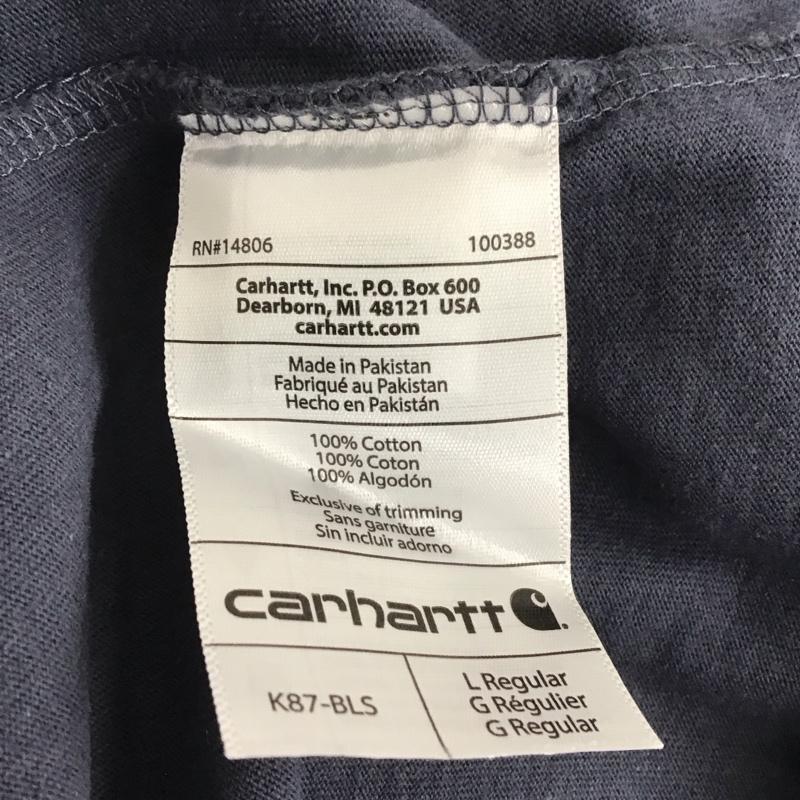 RN#14806 100388
Carhartt, Inc. P.O. Box 600
Dearborn, MI 48121 USA
carhartt.com
Made in Pakistan
Fabriqué au Pakistan
Hecho en Pakistán
100% Cotton
100% Coton
100% Algodón
Exclusive of trimming
Sans garniture
Sin incluir adorno
carhartt
K87-BLS
L Regular
G Régulier
G Regular